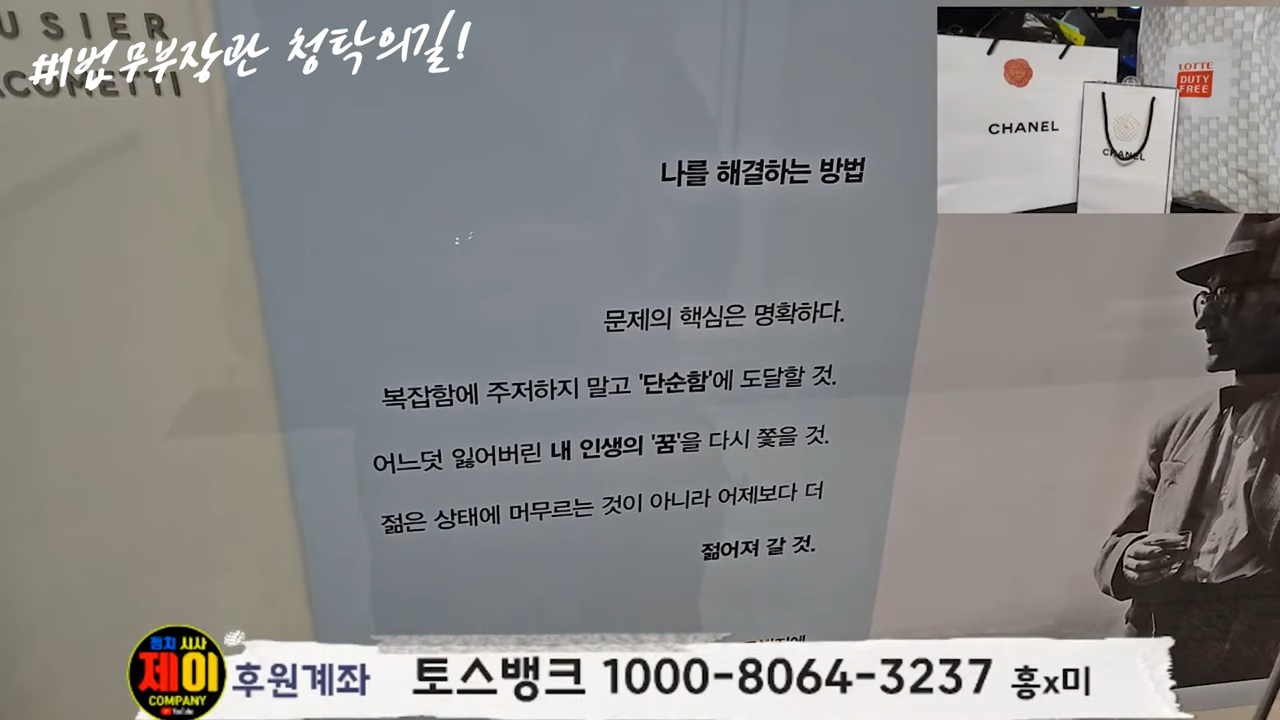 USIER
ACOMETTI
#1법무부장관 청탁의길!
CHANEL
CHANEL
LOTTE
DUTY
FREE
나를 해결하는 방법
문제의 핵심은 명확하다.
복잡함에 주저하지 말고 '단순함'에 도달할 것.
어느덧 잃어버린 내 인생의 '꿈'을 다시 쫓을 것.
젊은 상태에 머무르는 것이 아니라 어제보다 더
젊어져 갈 것.
정치 시사
제이
COMPANY
YouTube
후원계좌 토스뱅크 1000-8064-3237 홍x미